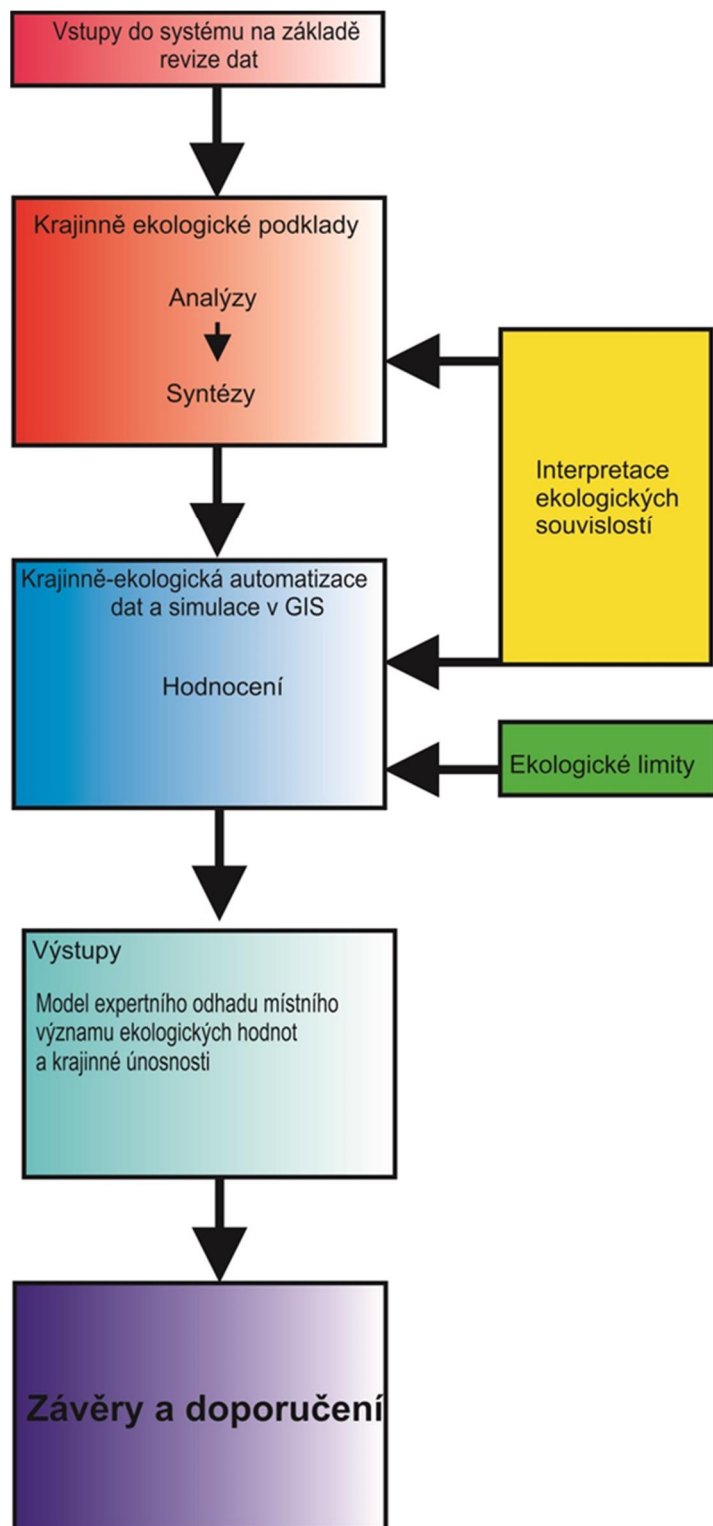 Vstupy do systému na základě
revize dat
Krajinně ekologické podklady
Analýzy
Syntézy
Interpretace
ekologických
souvislostí
Krajinně-ekologická automatizace
dat a simulace v GIS
Hodnocení
Ekologické limity
Výstupy
Model expertního odhadu místního
významu ekologických hodnot
a krajinné únosnosti
Závěry a doporučení